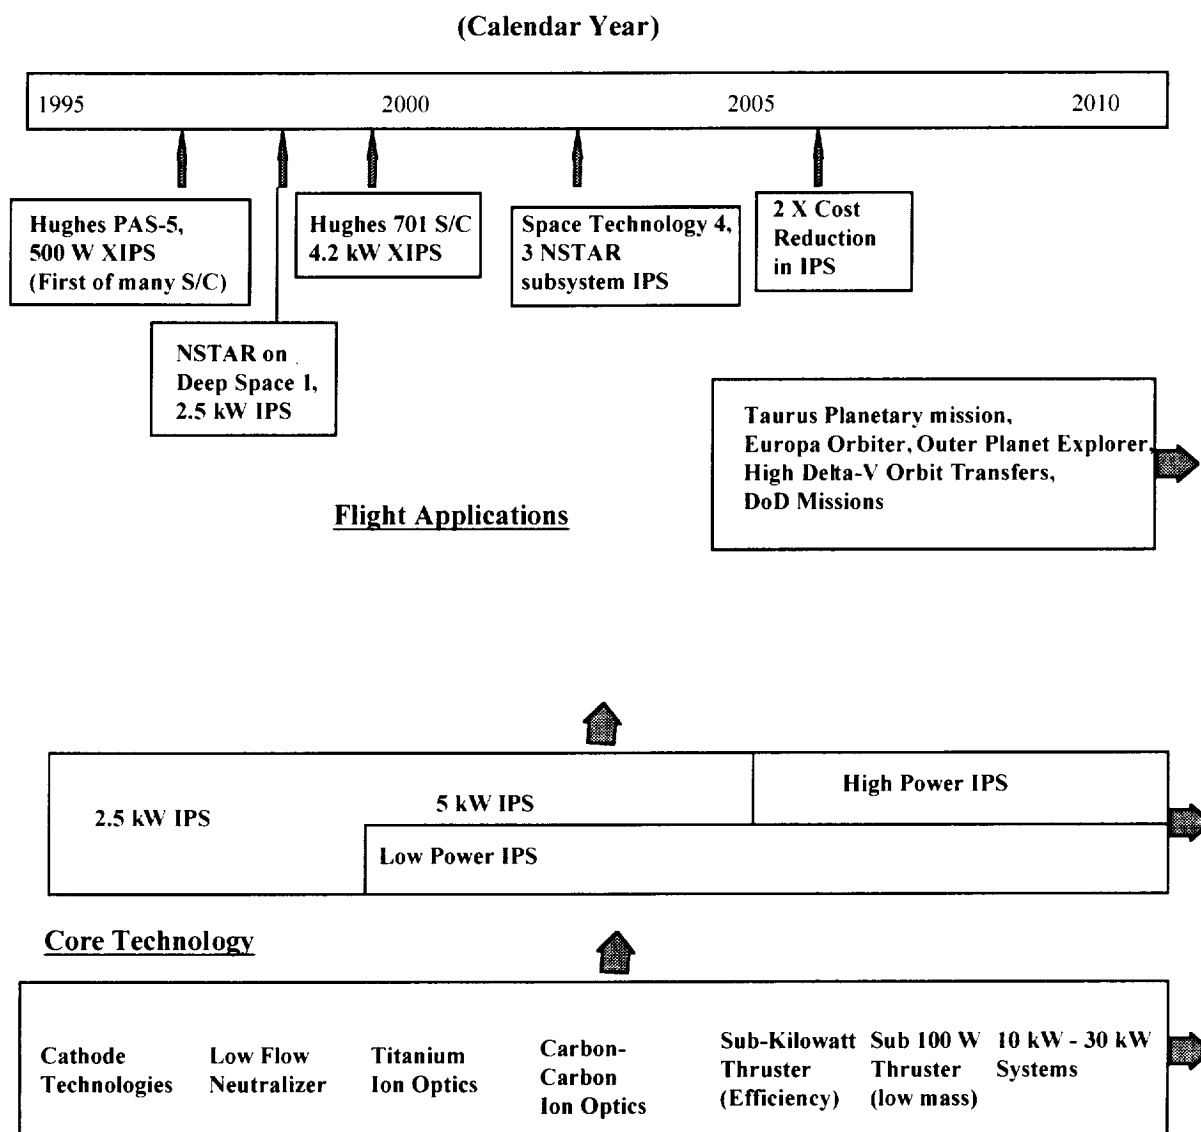 (Calendar Year)
1995 2000 2005 2010
Hughes PAS-5,
500 W XIPS
(First of many S/C)
NSTAR on
Deep Space 1,
2.5 kW IPS
Hughes 701 S/C
4.2 kW XIPS
Space Technology 4,
3 NSTAR
subsystem IPS
2 X Cost
Reduction
in IPS
Taurus Planetary mission,
Europa Orbiter, Outer Planet Explorer,
High Delta-V Orbit Transfers,
DoD Missions
Flight Applications
2.5 kW IPS
5 kW IPS
High Power IPS
Low Power IPS
Core Technology
Cathode
Technologies
Low Flow
Neutralizer
Titanium
Ion Optics
Carbon-
Carbon
Ion Optics
Sub-Kilowatt
Thruster
(Efficiency)
Sub 100 W
Thruster
(low mass)
10 kW - 30 kW
Systems